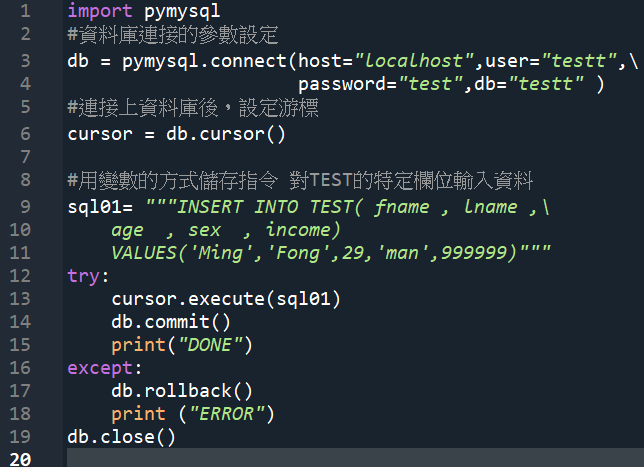 1 import pymysql
2 #資料庫連接的參數設定
3 db = pymysql.connect(host="localhost",user="testt",\
4                      password="test",db="testt" )
5 #連接上資料庫後，設定游標
6 cursor = db.cursor()
7
8 #用變數的方式儲存指令 對TEST的特定欄位輸入資料
9 sql01= """INSERT INTO TEST( fname , lname ,\
10     age  , sex  , income)
11     VALUES('Ming','Fong',29,'man',999999)"""
12 try:
13     cursor.execute(sql01)
14     db.commit()
15     print("DONE")
16 except:
17     db.rollback()
18     print ("ERROR")
19 db.close()
20